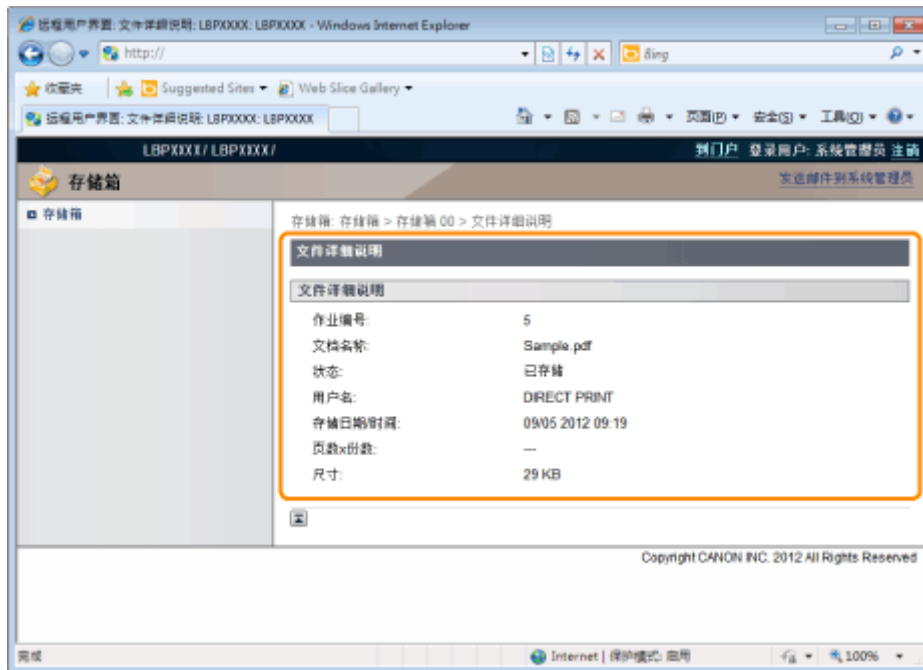 远程用户界面: 文件详细说明: LBPXXXX: LBPXXXX - Windows Internet Explorer
http://
Bing
收藏夹 Suggested Sites Web Slice Gallery
远程用户界面: 文件详细说明: LBPXXXX: LBPXXXX 页面(P) 安全(S) 工具(O)
LBPXXXX/ LBPXXXX/ 到门户 登录用户: 系统管理员 注销
存储箱 发送邮件到系统管理员
存储箱
存储箱: 存储箱 > 存储箱 00 > 文件详细说明
文件详细说明
文件详细说明
作业编号: 5
文档名称: Sample.pdf
状态: 已存储
用户名: DIRECT PRINT
存储日期/时间: 09/05 2012 09:19
页数x份数: ---
尺寸: 29 KB
Copyright CANON INC. 2012 All Rights Reserved
完成 Internet | 保护模式: 启用 100%